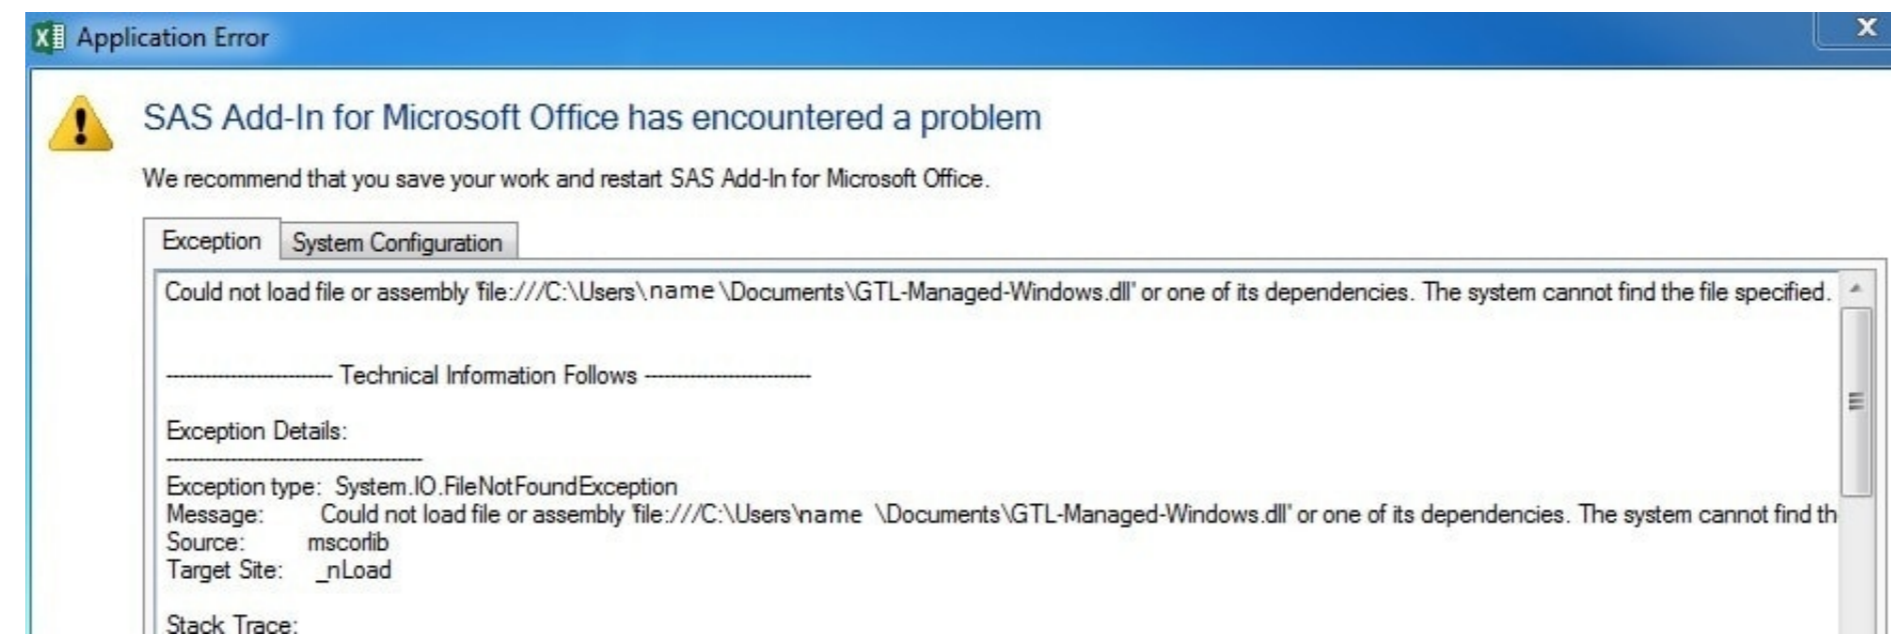 Application Error
X
SAS Add-In for Microsoft Office has encountered a problem
We recommend that you save your work and restart SAS Add-In for Microsoft Office.
Exception System Configuration
Could not load file or assembly 'file:///C:\Users\name\Documents\GTL-Managed-Windows.dll' or one of its dependencies. The system cannot find the file specified.
-------------------------- Technical Information Follows --------------------------
Exception Details:
----------------------------------------
Exception type: System.IO.FileNotFoundException
Message: Could not load file or assembly 'file:///C:\Users\name \Documents\GTL-Managed-Windows.dll' or one of its dependencies. The system cannot find th
Source: mscorlib
Target Site: _nLoad
Stack Trace: